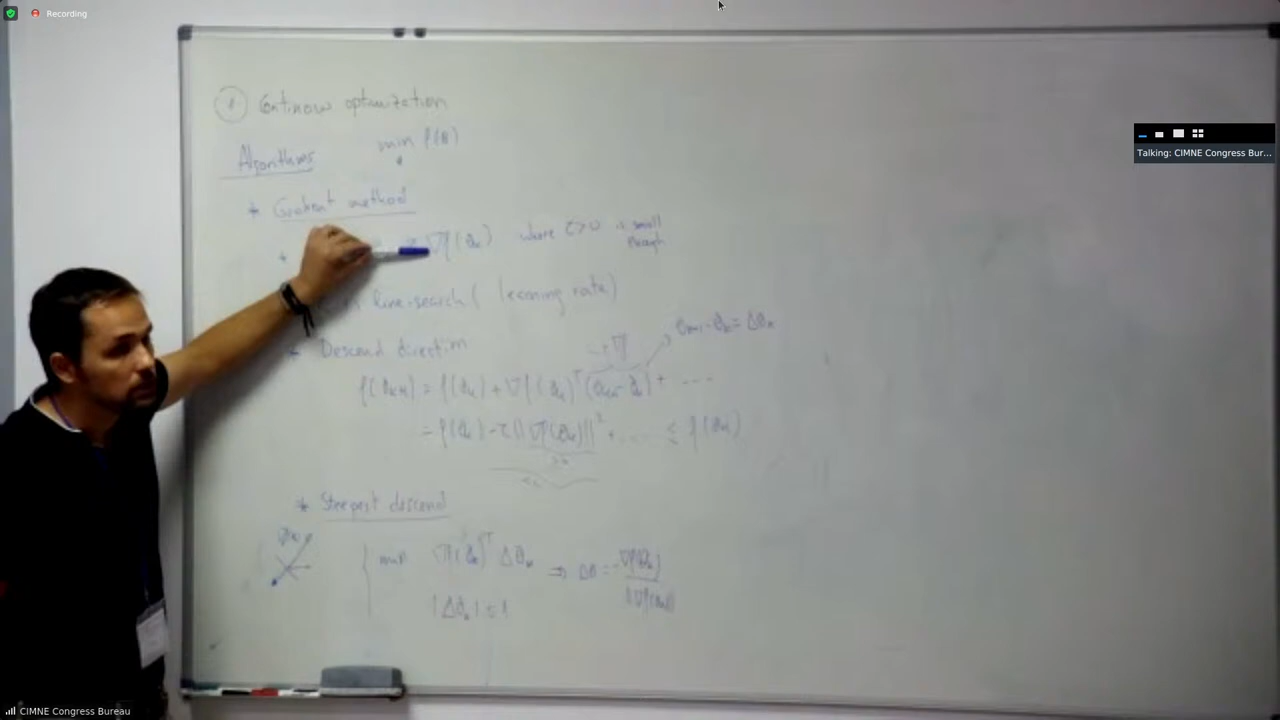 Recording
Talking: CIMNE Congress Bur...
① Continow optimization
Algorithms
min f(θ)
* Gradient method
∇f(θₖ) where τ>0 is small
line-search (learning rate)
* Descend direction
-τ∇f
θₖ₊₁-θₖ = Δθₖ
f(θₖ₊₁) = f(θₖ) + ∇f(θₖ)ᵀ(θₖ₊₁-θₖ) + ....
= f(θₖ) - τ||∇f(θₖ)||² + .... ≤ f(θₖ)
* Steepest descend
min ∇f(θₖ)ᵀ Δθₖ ⇒ Δθ = -∇f(θₖ)
|Δθₖ| ≤ 1 ||∇f(θₖ)||
CIMNE Congress Bureau